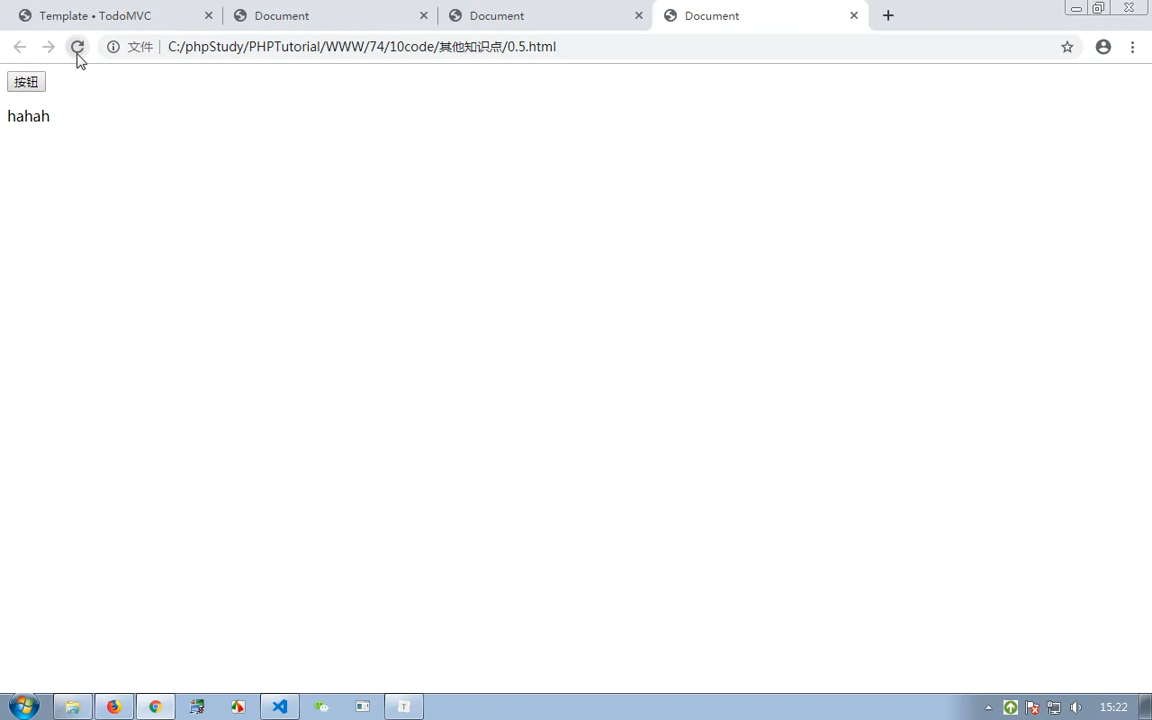 Template • TodoMVC
Document
Document
Document
文件 C:/phpStudy/PHPTutorial/WWW/74/10code/其他知识点/0.5.html
按钮
hahah
T
15:22